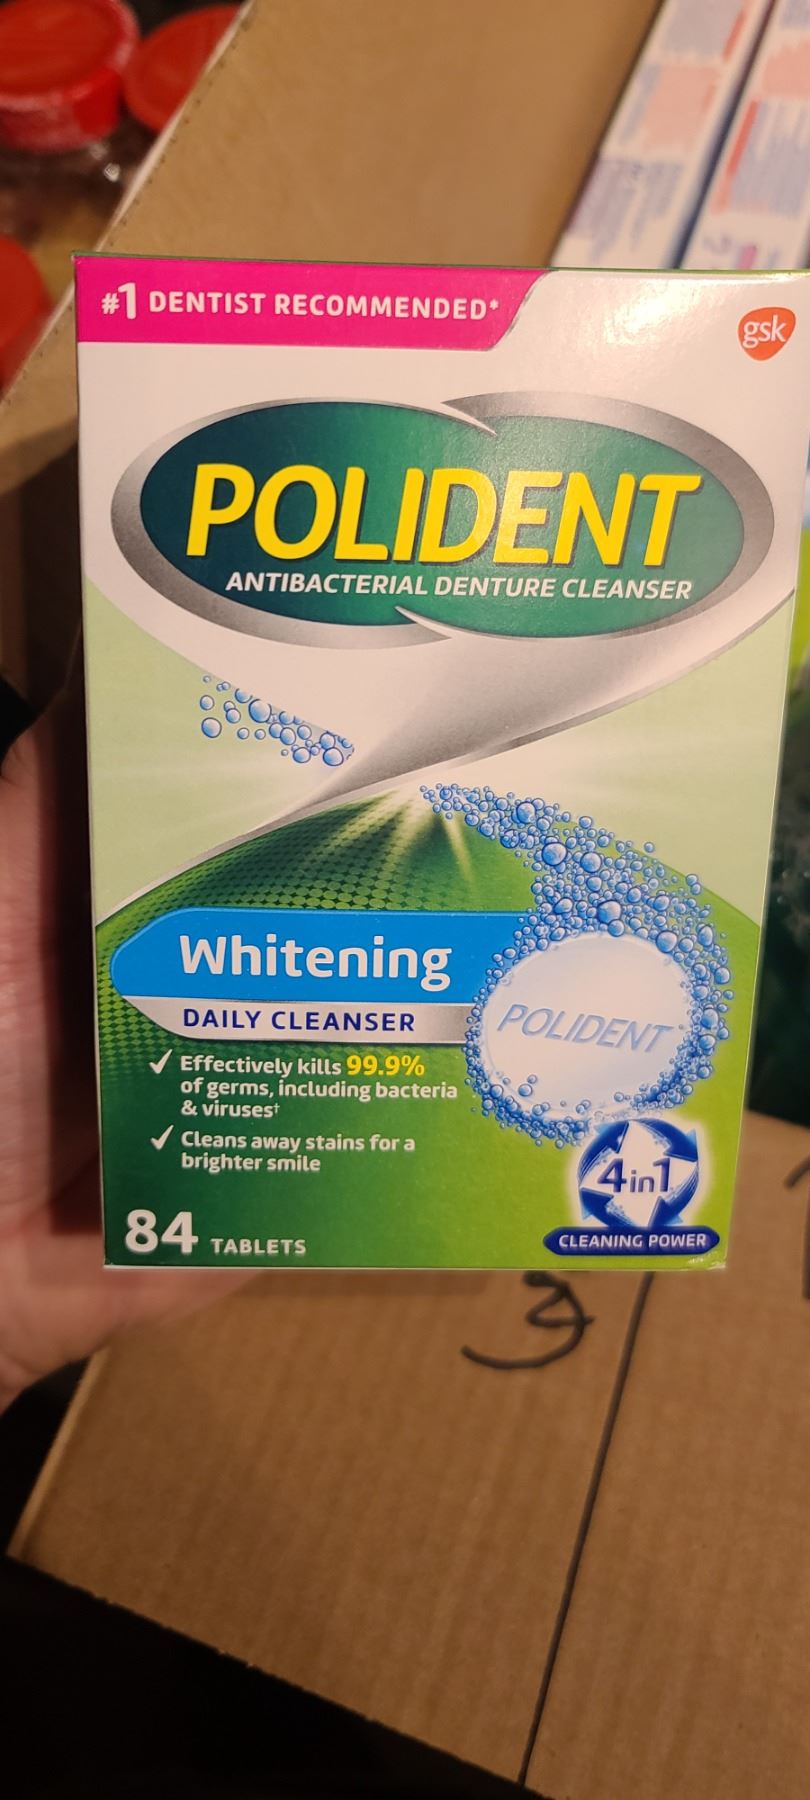 #1 DENTIST RECOMMENDED*
gsk
POLIDENT
ANTIBACTERIAL DENTURE CLEANSER
Whitening
DAILY CLEANSER
POLIDENT
✓ Effectively kills 99.9%
of germs, including bacteria
& viruses†
✓ Cleans away stains for a
brighter smile
4in1
CLEANING POWER
84 TABLETS